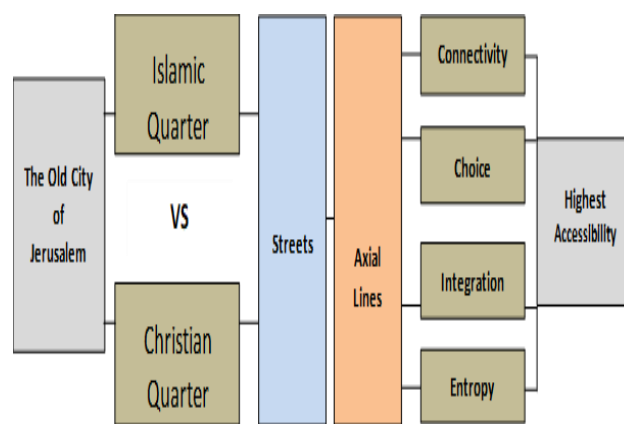 The Old City
of
Jerusalem
Islamic
Quarter
VS
Christian
Quarter
Streets
Axial
Lines
Connectivity
Choice
Integration
Entropy
Highest
Accessibility